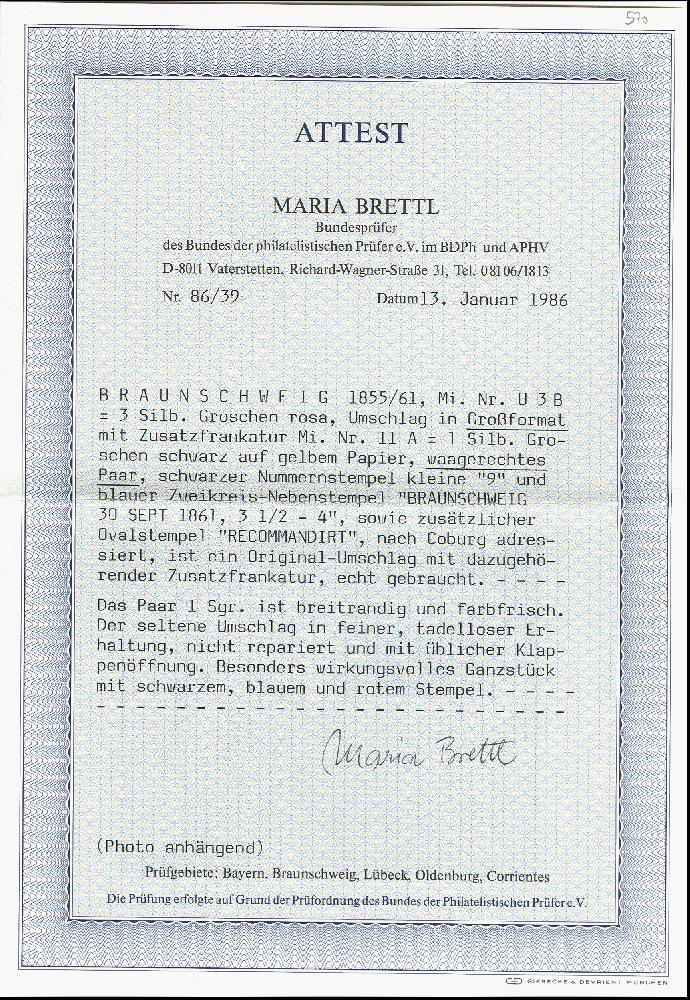 570
ATTEST
MARIA BRETTL
Bundesprüfer
des Bundes der philatelistischen Prüfer e.V. im BDPh und APHV
D-8011 Vaterstetten, Richard-Wagner-Straße 31, Tel. 08106/1813
Nr. 86/39 Datum 13. Januar 1986
B R A U N S C H W E I G 1855/61, Mi. Nr. U 3 B
= 3 Silb. Groschen rosa, Umschlag in Großformat
mit Zusatzfrankatur Mi. Nr. 11 A = 1 Silb. Gro-
schen schwarz auf gelbem Papier, waagerechtes
Paar, schwarzer Nummernstempel kleine "9" und
blauer Zweikreis-Nebenstempel "BRAUNSCHWEIG
30 SEPT 1861, 3 1/2 - 4", sowie zusätzlicher
Ovalstempel "RECOMMANDIRT", nach Coburg adres-
siert, ist ein Original-Umschlag mit dazugehö-
render Zusatzfrankatur, echt gebraucht. - - - -
Das Paar 1 Sgr. ist breitrandig und farbfrisch.
Der seltene Umschlag in feiner, tadelloser Er-
haltung, nicht repariert und mit üblicher Klap-
penöffnung. Besonders wirkungsvolles Ganzstück
mit schwarzem, blauem und rotem Stempel. - - - -
- - - - - - - - - - - - - - - - - - - - - - - -
Maria Brettl
(Photo anhängend)
Prüfgebiete: Bayern, Braunschweig, Lübeck, Oldenburg, Corrientes
Die Prüfung erfolgte auf Grund der Prüfordnung des Bundes der Philatelistischen Prüfer e.V.
GIESECKE & DEVRIENT MÜNCHEN